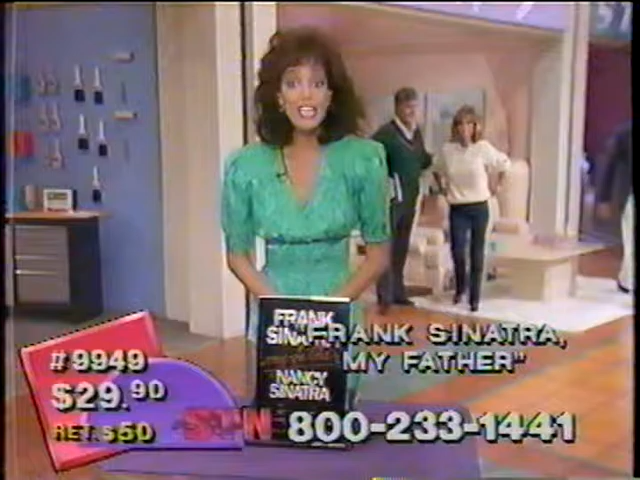 FRANK
SINATRA
NANCY
SINATRA
"FRANK SINATRA,
MY FATHER"
#9949
$29.90
RET. $50
800-233-1441